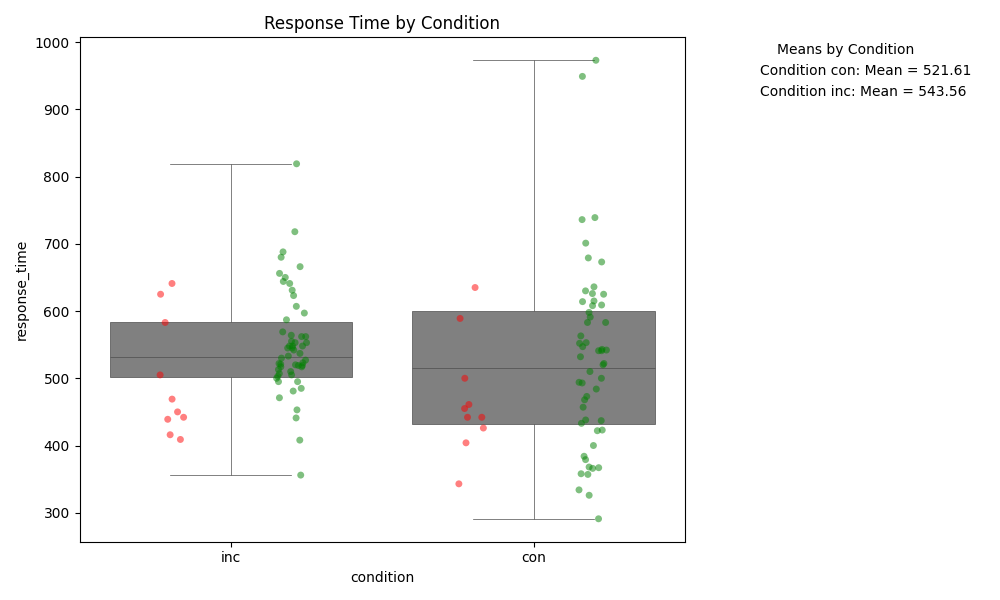 Response Time by Condition
Means by Condition
Condition con: Mean = 521.61
Condition inc: Mean = 543.56
1000
900
800
700
600
500
400
300
response_time
inc
con
condition